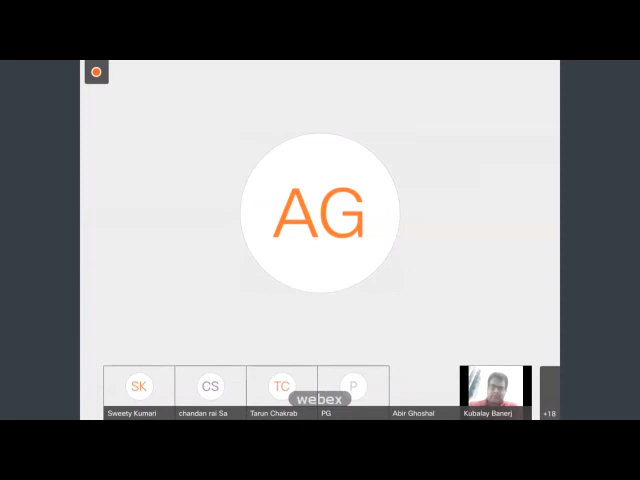 AG
SK
CS
TC
P
webex
Sweety Kumari
chandan rai Sa
Tarun Chakrab
PG
Abir Ghoshal
Kubalay Banerj
+18